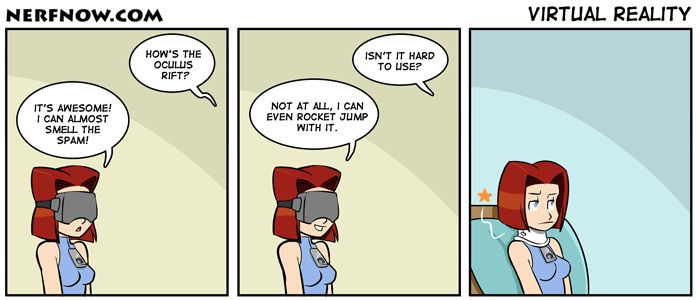 NERFNOW.COM
VIRTUAL REALITY
HOW'S THE
OCULUS
RIFT?
IT'S AWESOME!
I CAN ALMOST
SMELL THE
SPAM!
ISN'T IT HARD
TO USE?
NOT AT ALL, I CAN
EVEN ROCKET JUMP
WITH IT.